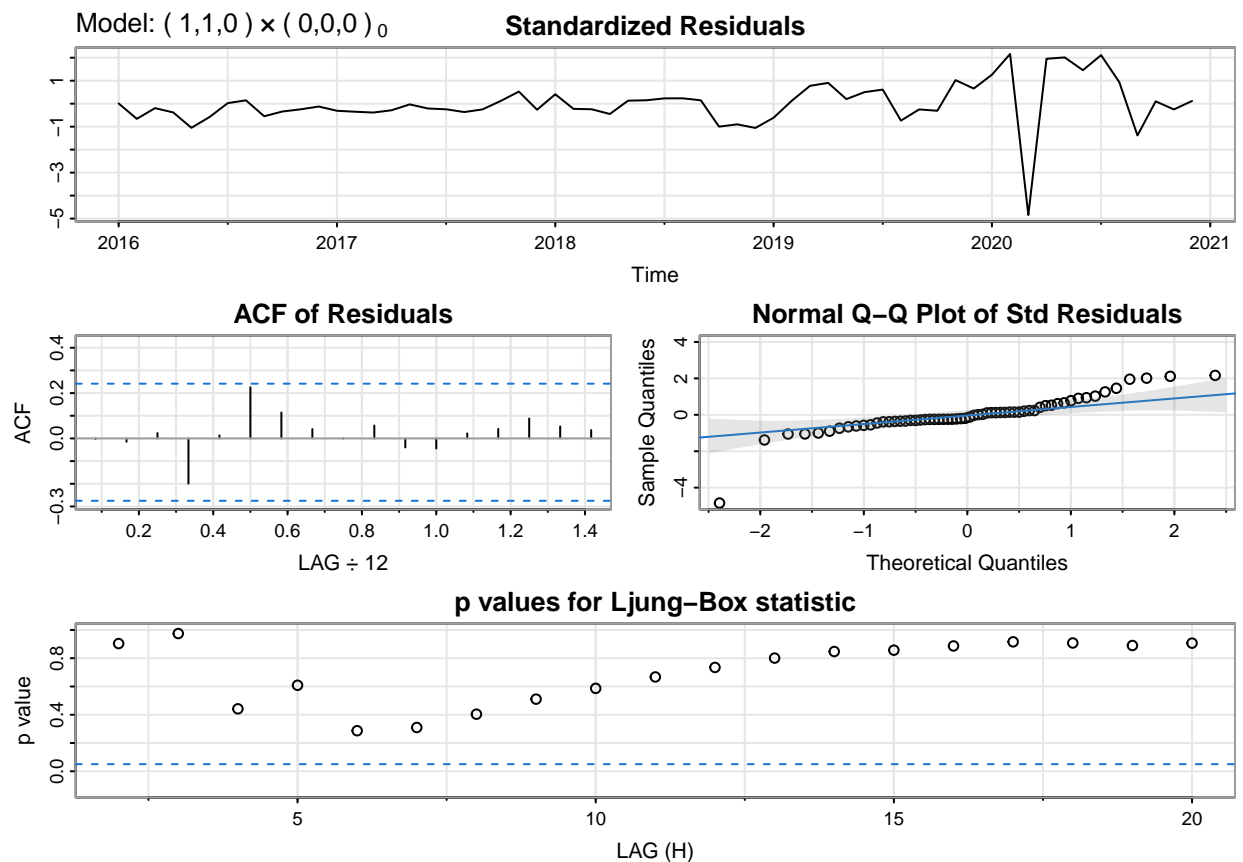 Model: ( 1,1,0 ) × ( 0,0,0 ) 0
Standardized Residuals
1
−1
−3
−5
2016 2017 2018 2019 2020 2021
Time
ACF of Residuals
ACF
0.4
0.2
0.0
−0.3
0.2 0.4 0.6 0.8 1.0 1.2 1.4
LAG ÷ 12
Normal Q−Q Plot of Std Residuals
Sample Quantiles
4
2
0
−4
−2 −1 0 1 2
Theoretical Quantiles
p values for Ljung−Box statistic
p value
0.8
0.4
0.0
5 10 15 20
LAG (H)